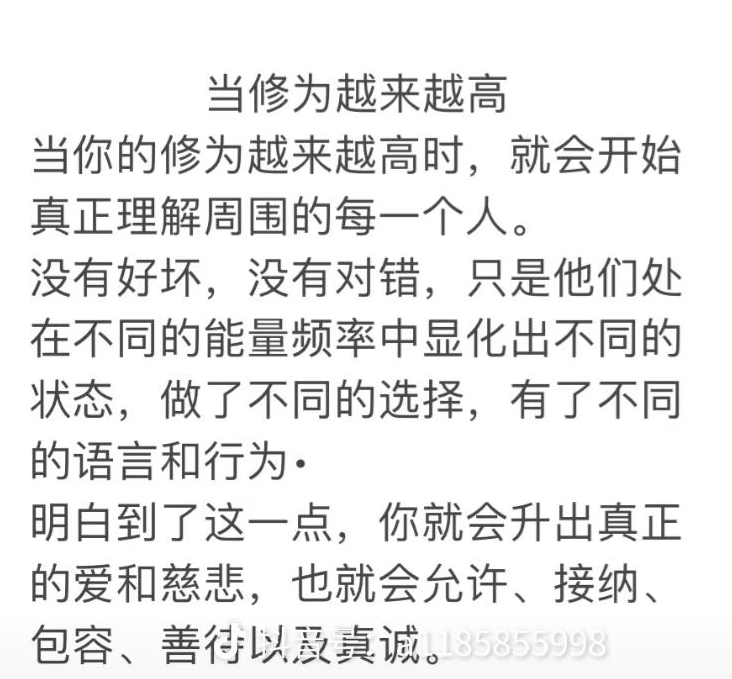 当修为越来越高
当你的修为越来越高时，就会开始
真正理解周围的每一个人。
没有好坏，没有对错，只是他们处
在不同的能量频率中显化出不同的
状态，做了不同的选择，有了不同
的语言和行为•
明白到了这一点，你就会升出真正
的爱和慈悲，也就会允许、接纳、
包容、善待以及真诚。
抖音号：a1185855998